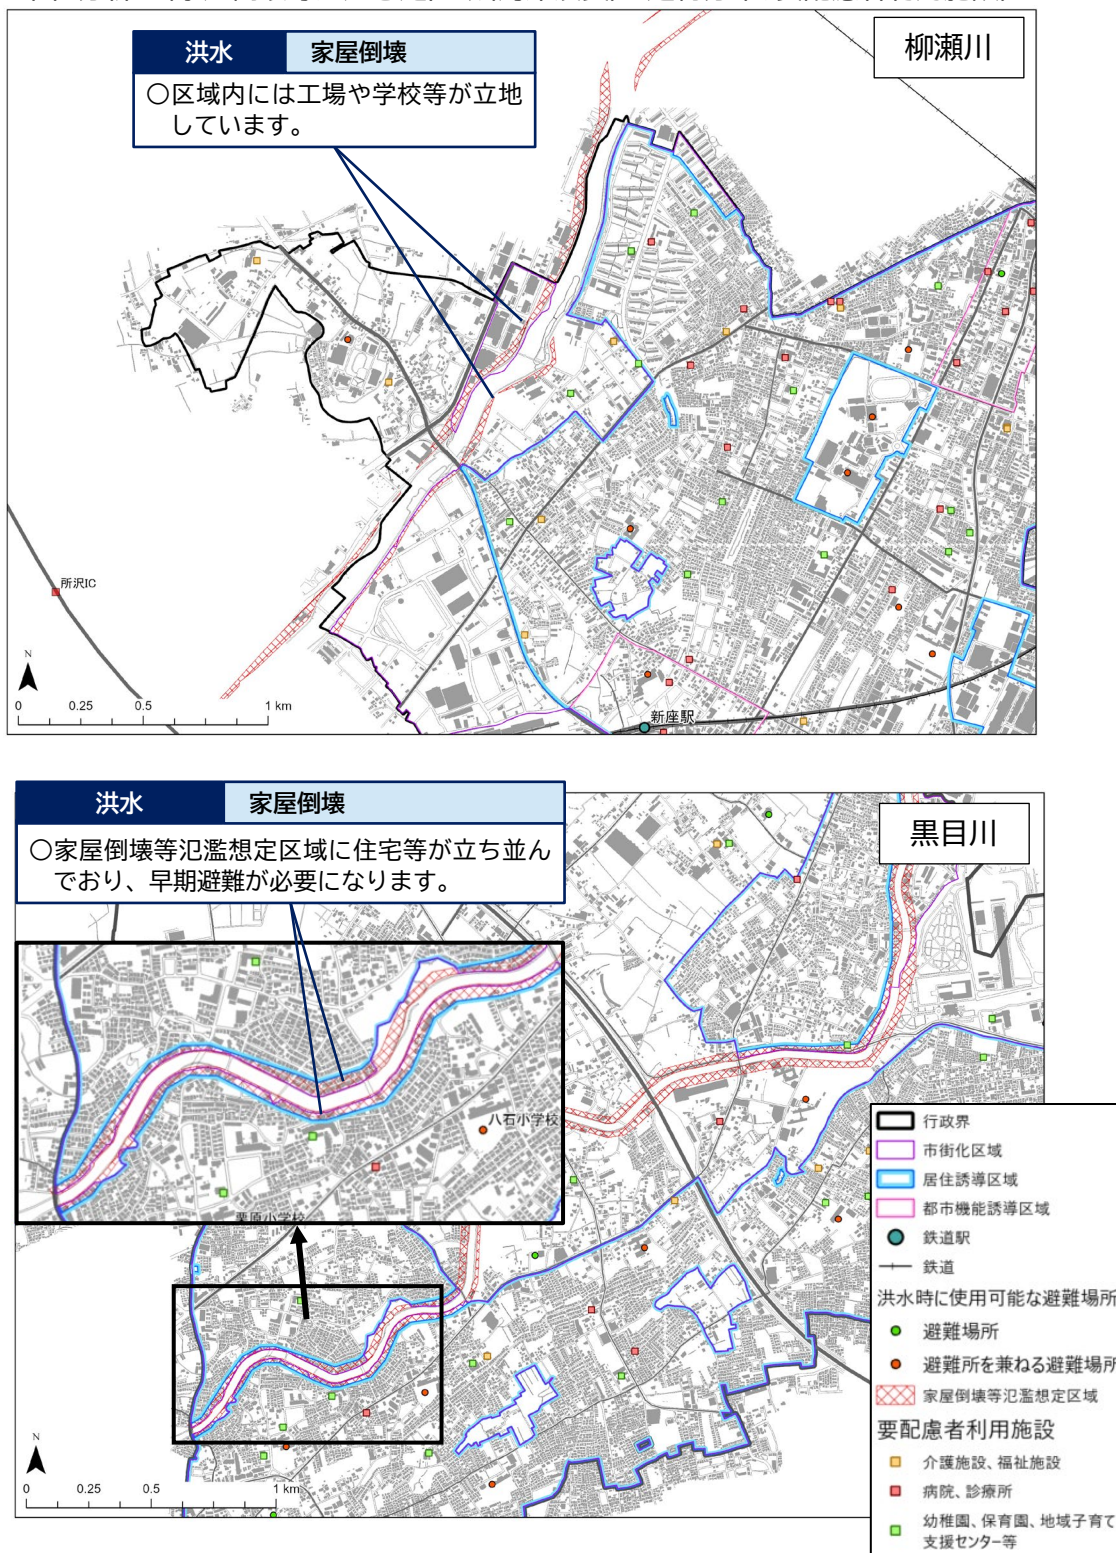 柳瀬川
洪水 家屋倒壊
○区域内には工場や学校等が立地
しています。
所沢IC
新座駅
N
0 0.25 0.5 1 km
洪水 家屋倒壊
○家屋倒壊等氾濫想定区域に住宅等が立ち並ん
でおり、早期避難が必要になります。
黒目川
八石小学校
栗原小学校
N
0 0.25 0.5 1 km
行政界
市街化区域
居住誘導区域
都市機能誘導区域
鉄道駅
鉄道
洪水時に使用可能な避難場所
避難場所
避難所を兼ねる避難場所
家屋倒壊等氾濫想定区域
要配慮者利用施設
介護施設、福祉施設
病院、診療所
幼稚園、保育園、地域子育て
支援センター等